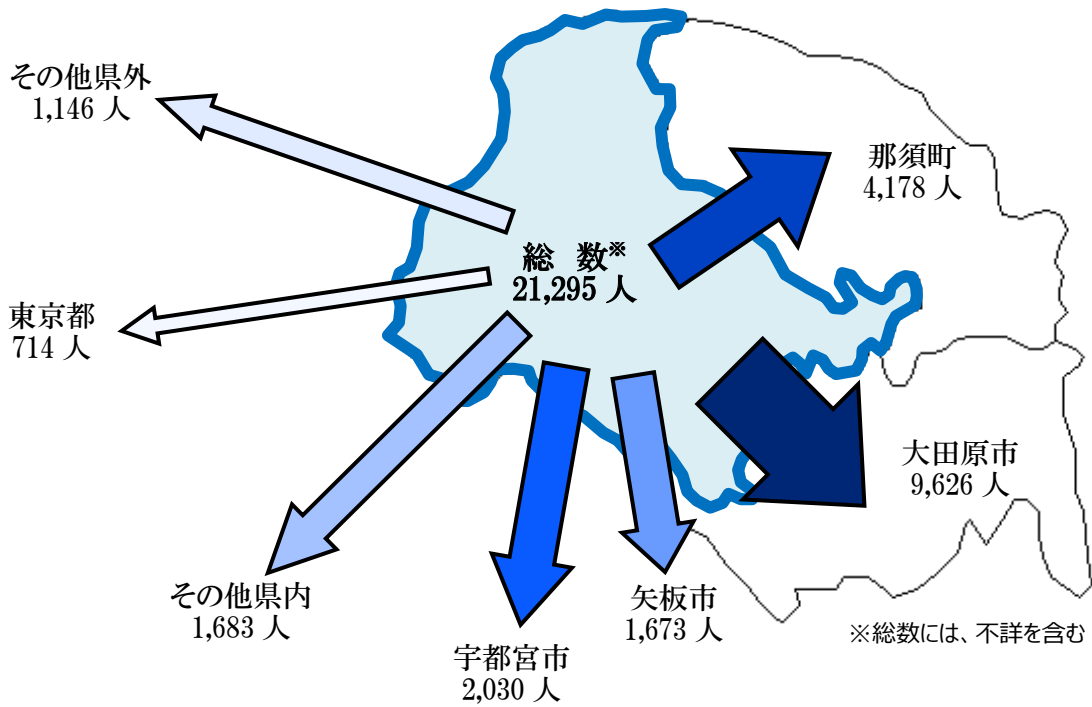 その他県外
1,146 人
那須町
4,178 人
総 数※
21,295 人
東京都
714 人
大田原市
9,626 人
その他県内
1,683 人
矢板市
1,673 人
宇都宮市
2,030 人
※総数には、不詳を含む